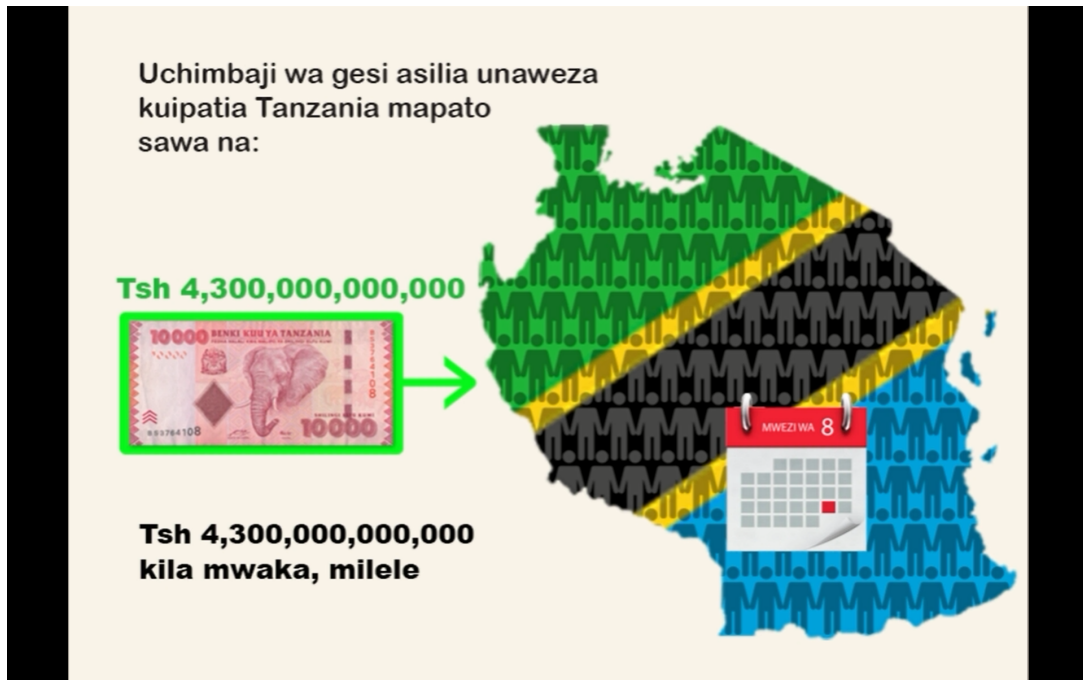 Uchimbaji wa gesi asilia unaweza
kuipatia Tanzania mapato
sawa na:
Tsh 4,300,000,000,000
10000 BENKI KUU YA TANZANIA
10000
MWEZI WA 8
Tsh 4,300,000,000,000
kila mwaka, milele